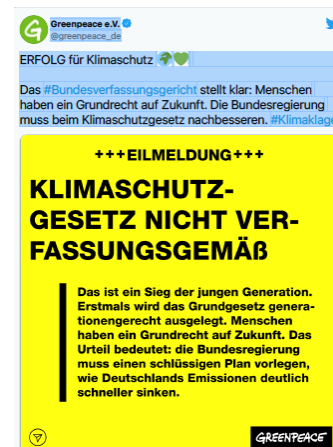 Greenpeace e.V.
@greenpeace_de
ERFOLG für Klimaschutz 🌍💚
Das #Bundesverfassungsgericht stellt klar: Menschen
haben ein Grundrecht auf Zukunft. Die Bundesregierung
muss beim Klimaschutzgesetz nachbessern. #Klimaklage
+++EILMELDUNG+++
KLIMASCHUTZ-
GESETZ NICHT VER-
FASSUNGSGEMÄß
Das ist ein Sieg der jungen Generation.
Erstmals wird das Grundgesetz genera-
tionengerecht ausgelegt. Menschen
haben ein Grundrecht auf Zukunft. Das
Urteil bedeutet: die Bundesregierung
muss einen schlüssigen Plan vorlegen,
wie Deutschlands Emissionen deutlich
schneller sinken.
GREENPEACE